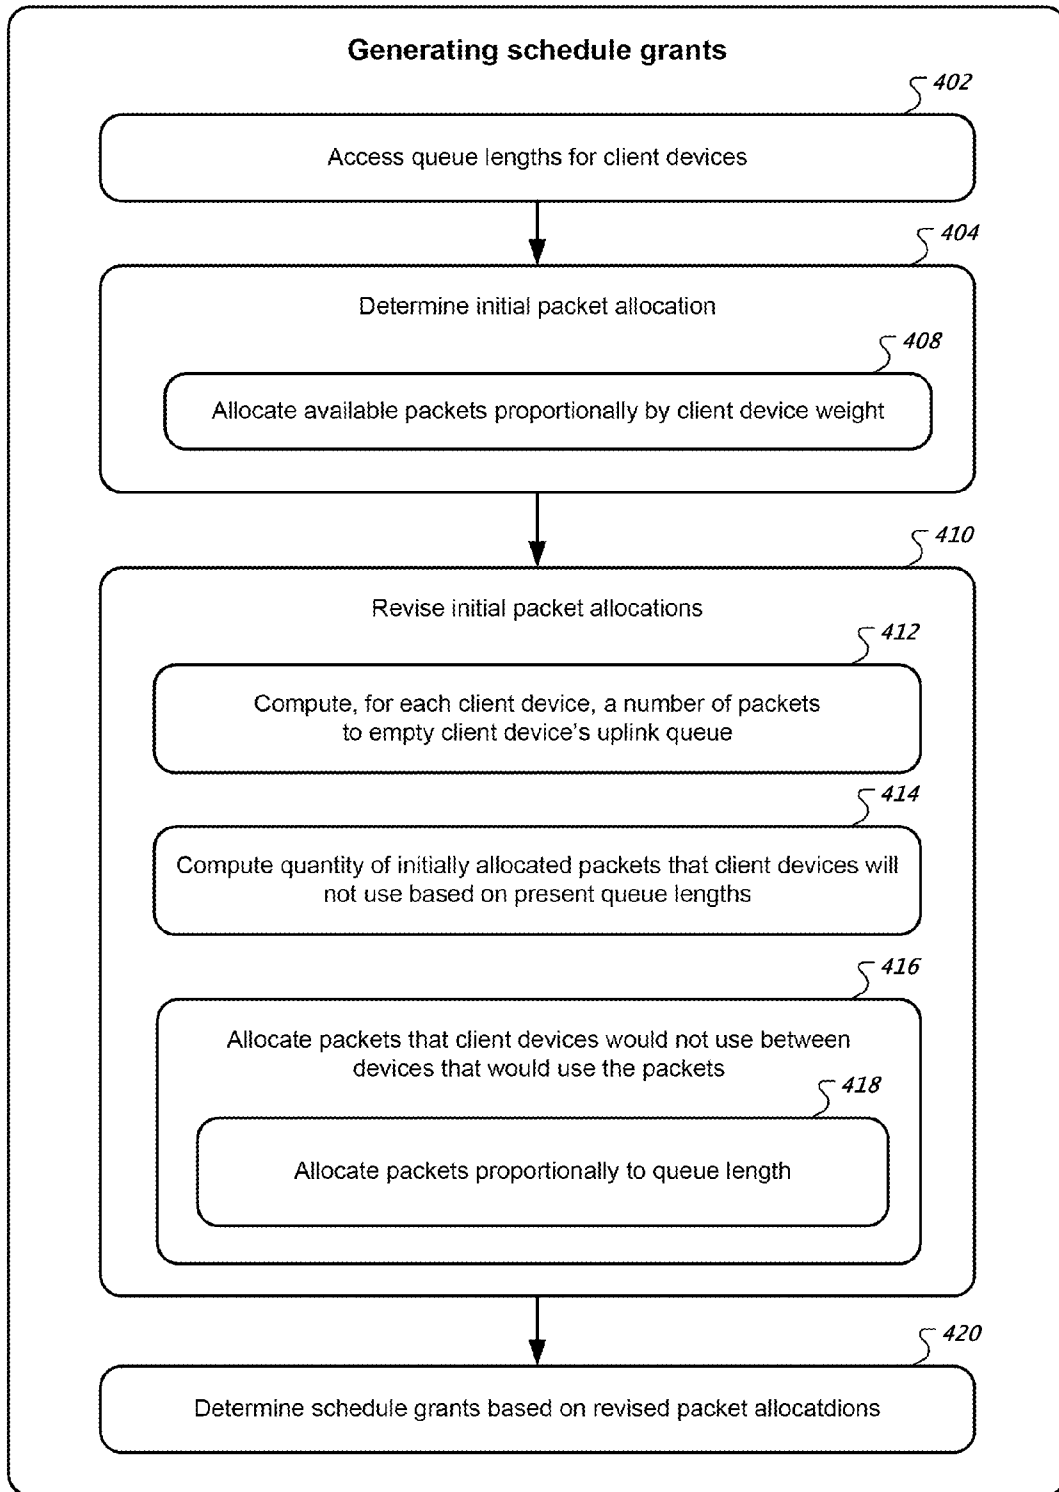 Generating schedule grants
402
Access queue lengths for client devices
404
Determine initial packet allocation
408
Allocate available packets proportionally by client device weight
410
Revise initial packet allocations
412
Compute, for each client device, a number of packets
to empty client device's uplink queue
414
Compute quantity of initially allocated packets that client devices will
not use based on present queue lengths
416
Allocate packets that client devices would not use between
devices that would use the packets
418
Allocate packets proportionally to queue length
420
Determine schedule grants based on revised packet allocatdions